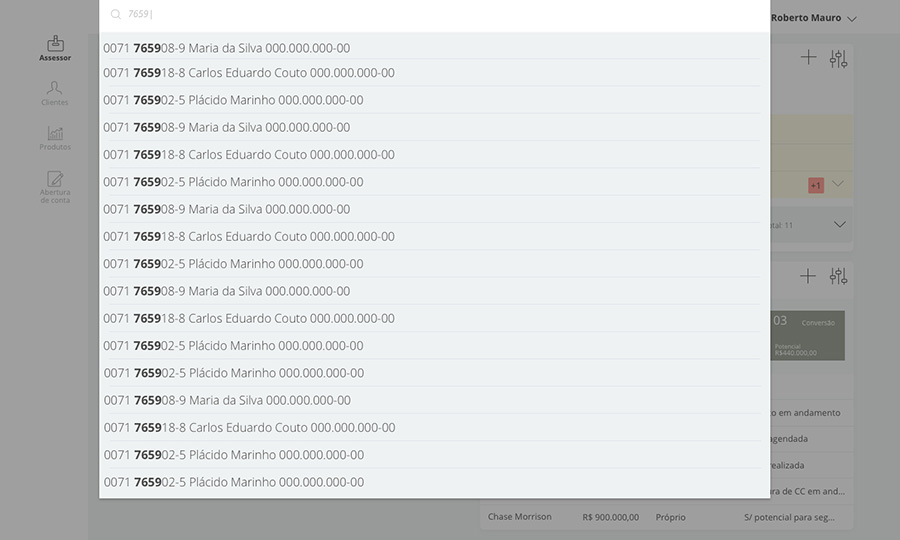 7659
Roberto Mauro
Assessor
Clientes
Produtos
Abertura
de conta
0071 765908-9 Maria da Silva 000.000.000-00
0071 765918-8 Carlos Eduardo Couto 000.000.000-00
0071 765902-5 Plácido Marinho 000.000.000-00
0071 765908-9 Maria da Silva 000.000.000-00
0071 765918-8 Carlos Eduardo Couto 000.000.000-00
0071 765902-5 Plácido Marinho 000.000.000-00
0071 765908-9 Maria da Silva 000.000.000-00
0071 765918-8 Carlos Eduardo Couto 000.000.000-00
0071 765902-5 Plácido Marinho 000.000.000-00
0071 765908-9 Maria da Silva 000.000.000-00
0071 765918-8 Carlos Eduardo Couto 000.000.000-00
0071 765902-5 Plácido Marinho 000.000.000-00
0071 765902-5 Plácido Marinho 000.000.000-00
0071 765908-9 Maria da Silva 000.000.000-00
0071 765918-8 Carlos Eduardo Couto 000.000.000-00
0071 765902-5 Plácido Marinho 000.000.000-00
0071 765902-5 Plácido Marinho 000.000.000-00
+1
tal: 11
03 Conversão
Potencial
R$440.000,00
o em andamento
agendada
realizada
ra de CC em and...
Chase Morrison R$ 900.000,00 Próprio S/ potencial para seg...